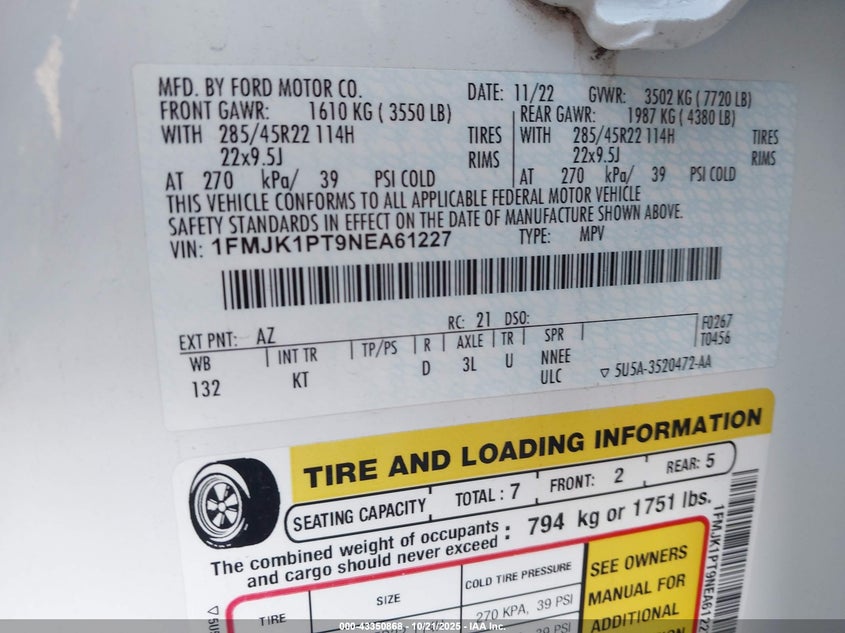 MFD. BY FORD MOTOR CO.
DATE: 11/22 GVWR: 3502 KG ( 7720 LB)
FRONT GAWR: 1610 KG ( 3550 LB) REAR GAWR: 1987 KG ( 4380 LB)
WITH 285/45R22 114H TIRES WITH 285/45R22 114H TIRES
22x9.5J RIMS 22x9.5J RIMS
AT 270 kPa/ 39 PSI COLD AT 270 kPa/ 39 PSI COLD
THIS VEHICLE CONFORMS TO ALL APPLICABLE FEDERAL MOTOR VEHICLE
SAFETY STANDARDS IN EFFECT ON THE DATE OF MANUFACTURE SHOWN ABOVE.
VIN: 1FMJK1PT9NEA61227 TYPE: MPV
EXT PNT: AZ RC: 21 DSO: F0267
WB INT TR TP/PS R AXLE TR SPR T0456
132 KT D 3L U NNEE
ULC ▽ 5U5A-3520472-AA
TIRE AND LOADING INFORMATION
SEATING CAPACITY TOTAL : 7 FRONT: 2 REAR: 5
The combined weight of occupants
and cargo should never exceed : 794 kg or 1751 lbs.
TIRE SIZE COLD TIRE PRESSURE
270 KPA, 39 PSI
SEE OWNERS
MANUAL FOR
ADDITIONAL
1FMJK1PT9NEA6122
000-43350868 - 10/21/2025 - IAA, Inc.